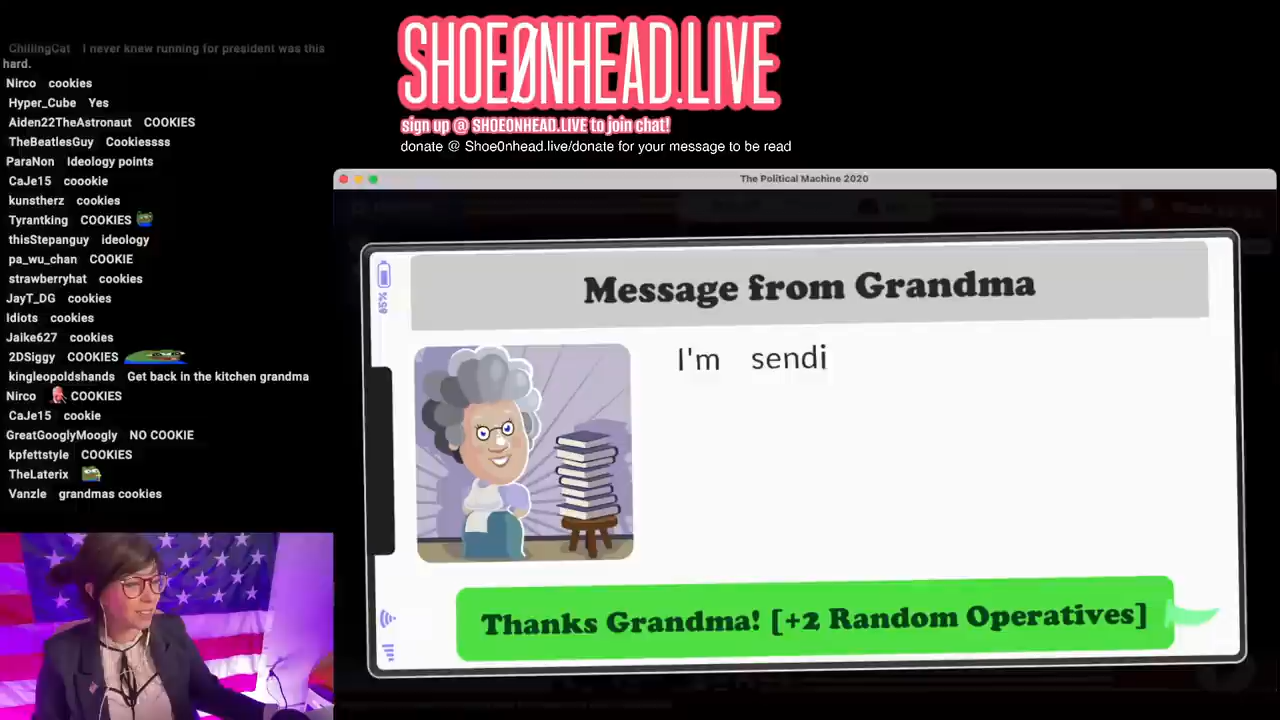 ChillingCat I never knew running for president was this
hard.
Nirco cookies
Hyper_Cube Yes
Aiden22TheAstronaut COOKIES
TheBeatlesGuy Cookiessss
ParaNon Ideology points
CaJe15 coookie
kunstherz cookies
Tyrantking COOKIES
thisStepanguy ideology
pa_wu_chan COOKIE
strawberryhat cookies
JayT_DG cookies
Idiots cookies
Jaike627 cookies
2DSiggy COOKIES
kingleopoldshands Get back in the kitchen grandma
Nirco COOKIES
CaJe15 cookie
GreatGooglyMoogly NO COOKIE
kpfettstyle COOKIES
TheLaterix
Vanzle grandmas cookies
SHOE0NHEAD.LIVE
sign up @ SHOE0NHEAD.LIVE to join chat!
donate @ Shoe0nhead.live/donate for your message to be read
The Political Machine 2020
85%
Message from Grandma
I'm sendi
Thanks Grandma! [+2 Random Operatives]